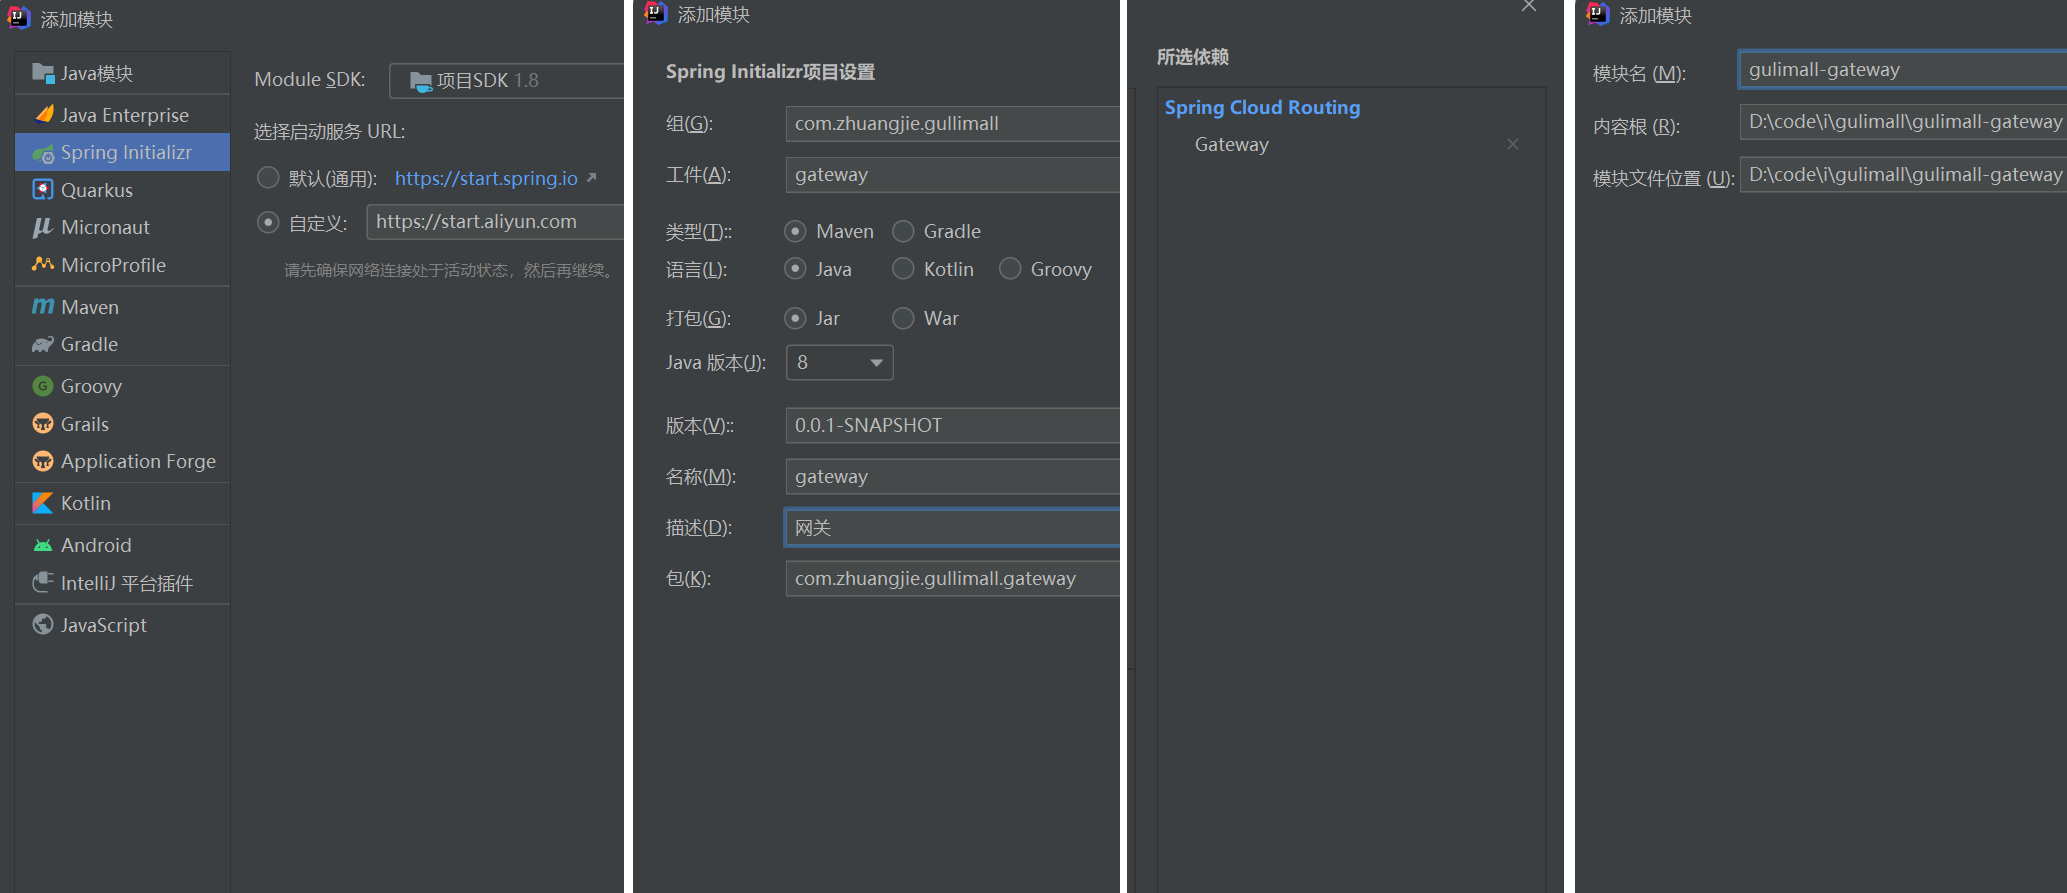 添加模块
Java模块
Java Enterprise
Spring Initializr
Quarkus
Micronaut
MicroProfile
Maven
Gradle
Groovy
Grails
Application Forge
Kotlin
Android
IntelliJ 平台插件
JavaScript
Module SDK: 项目SDK 1.8
选择启动服务 URL:
默认(通用): https://start.spring.io
自定义: https://start.aliyun.com
请先确保网络连接处于活动状态，然后再继续。
添加模块
Spring Initializr项目设置
组(G): com.zhuangjie.gullimall
工件(A): gateway
类型(T):: Maven Gradle
语言(L): Java Kotlin Groovy
打包(G): Jar War
Java 版本(J): 8
版本(V):: 0.0.1-SNAPSHOT
名称(M): gateway
描述(D): 网关
包(K): com.zhuangjie.gullimall.gateway
所选依赖
Spring Cloud Routing
Gateway
添加模块
模块名 (M): gulimall-gateway
内容根 (R): D:\code\i\gulimall\gulimall-gateway
模块文件位置 (U): D:\code\i\gulimall\gulimall-gateway